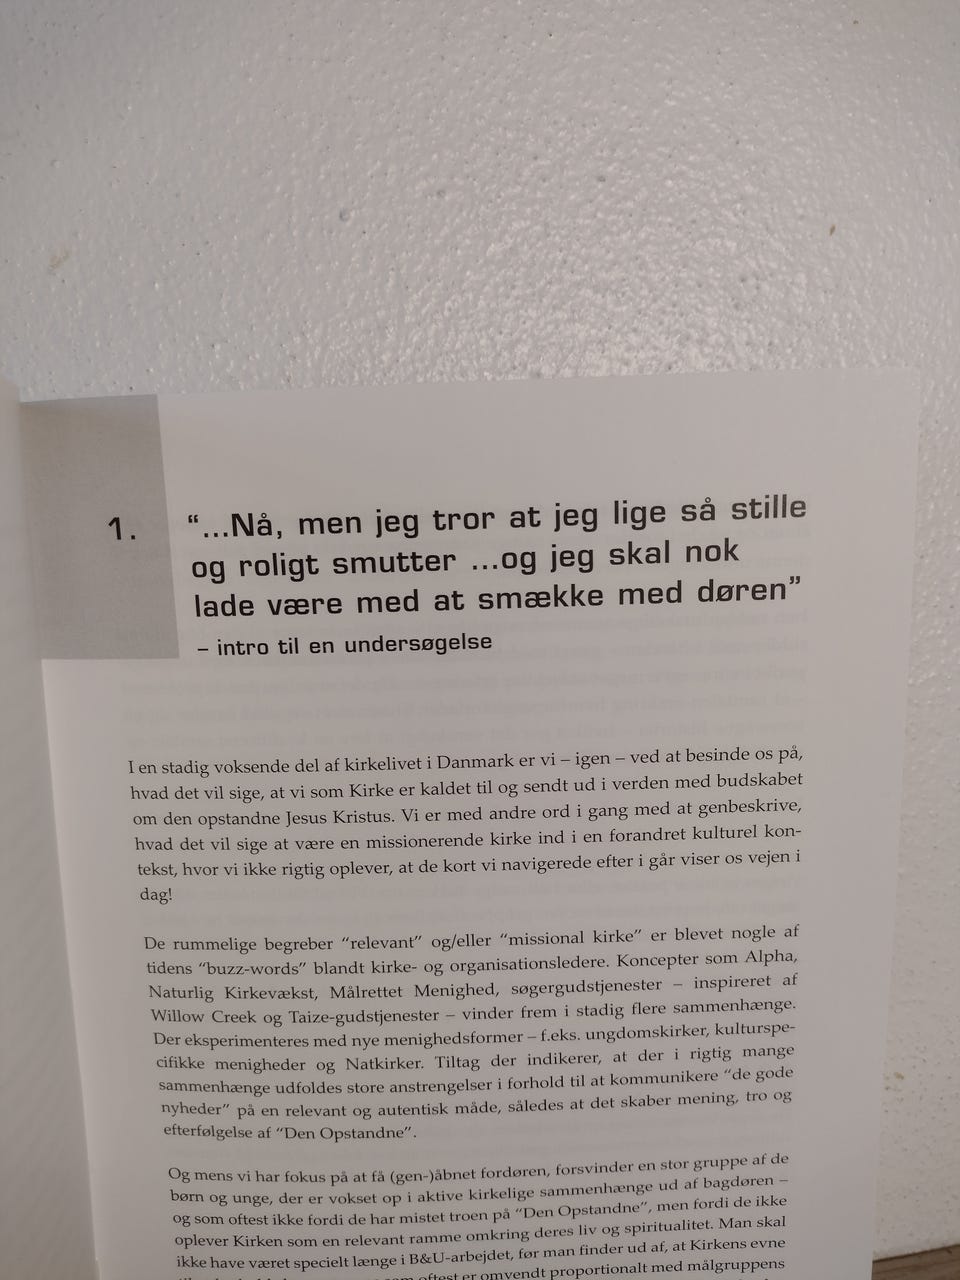 1.
“...Nå, men jeg tror at jeg lige så stille
og roligt smutter ...og jeg skal nok
lade være med at smække med døren”
– intro til en undersøgelse
I en stadig voksende del af kirkelivet i Danmark er vi – igen – ved at besinde os på,
hvad det vil sige, at vi som Kirke er kaldet til og sendt ud i verden med budskabet
om den opstandne Jesus Kristus. Vi er med andre ord i gang med at genbeskrive,
hvad det vil sige at være en missionerende kirke ind i en forandret kulturel kon-
tekst, hvor vi ikke rigtig oplever, at de kort vi navigerede efter i går viser os vejen i
dag!
De rummelige begreber “relevant” og/eller “missional kirke” er blevet nogle af
tidens “buzz-words” blandt kirke- og organisationsledere. Koncepter som Alpha,
Naturlig Kirkevækst, Målrettet Menighed, søgergudstjenester – inspireret af
Willow Creek og Taize-gudstjenester – vinder frem i stadig flere sammenhænge.
Der eksperimenteres med nye menighedsformer – f.eks. ungdomskirker, kulturspe-
cifikke menigheder og Natkirker. Tiltag der indikerer, at der i rigtig mange
sammenhænge udfoldes store anstrengelser i forhold til at kommunikere “de gode
nyheder” på en relevant og autentisk måde, således at det skaber mening, tro og
efterfølgelse af “Den Opstandne”.
Og mens vi har fokus på at få (gen-)åbnet fordøren, forsvinder en stor gruppe af de
børn og unge, der er vokset op i aktive kirkelige sammenhænge ud af bagdøren –
og som oftest ikke fordi de har mistet troen på “Den Opstandne”, men fordi de ikke
oplever Kirken som en relevant ramme omkring deres liv og spiritualitet. Man skal
ikke have været specielt længe i B&U-arbejdet, før man finder ud af, at Kirkens evne
oftest er omvendt proportionalt med målgruppens